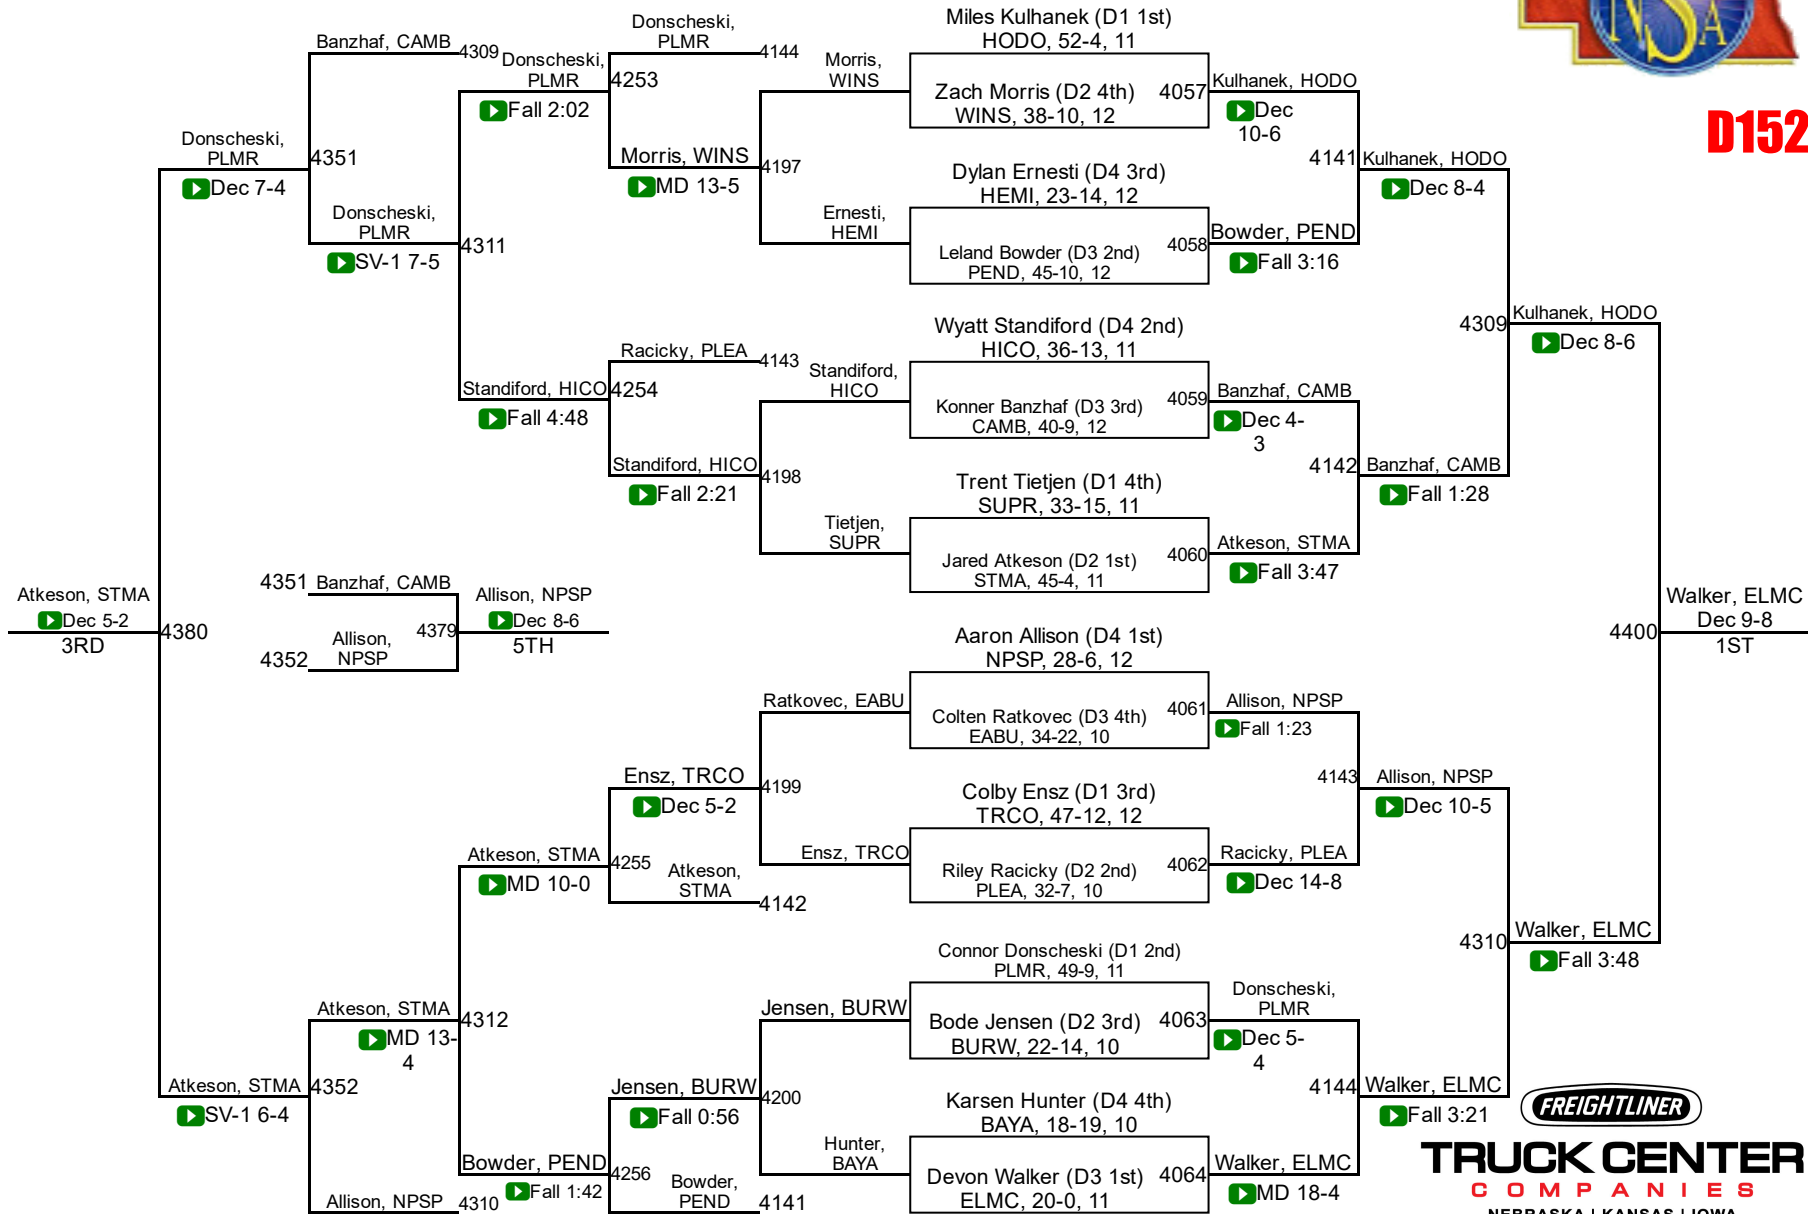 NSA
D152
Miles Kulhanek (D1 1st)
HODO, 52-4, 11
Zach Morris (D2 4th)
WINS, 38-10, 12
4057
Dylan Ernesti (D4 3rd)
HEMI, 23-14, 12
Leland Bowder (D3 2nd)
PEND, 45-10, 12
4058
Wyatt Standiford (D4 2nd)
HICO, 36-13, 11
Konner Banzhaf (D3 3rd)
CAMB, 40-9, 12
4059
Trent Tietjen (D1 4th)
SUPR, 33-15, 11
Jared Atkeson (D2 1st)
STMA, 45-4, 11
4060
Aaron Allison (D4 1st)
NPSP, 28-6, 12
Colten Ratkovec (D3 4th)
EABU, 34-22, 10
4061
Colby Ensz (D1 3rd)
TRCO, 47-12, 12
Riley Racicky (D2 2nd)
PLEA, 32-7, 10
4062
Connor Donscheski (D1 2nd)
PLMR, 49-9, 11
Bode Jensen (D2 3rd)
BURW, 22-14, 10
4063
Karsen Hunter (D4 4th)
BAYA, 18-19, 10
Devon Walker (D3 1st)
ELMC, 20-0, 11
4064
Kulhanek, HODO
Dec
10-6
4141
Bowder, PEND
Fall 3:16
Banzhaf, CAMB
Dec 4-
3
4142
Atkeson, STMA
Fall 3:47
Allison, NPSP
Fall 1:23
4143
Racicky, PLEA
Dec 14-8
Donscheski,
PLMR
Dec 5-
4
4144
Walker, ELMC
MD 18-4
Kulhanek, HODO
Dec 8-4
4309
Banzhaf, CAMB
Fall 1:28
Allison, NPSP
Dec 10-5
4310
Walker, ELMC
Fall 3:21
Kulhanek, HODO
Dec 8-6
4400
Walker, ELMC
Fall 3:48
Walker, ELMC
Dec 9-8
1ST
Morris,
WINS
4197
Ernesti,
HEMI
Standiford,
HICO
4198
Tietjen,
SUPR
Ratkovec, EABU
4199
Ensz, TRCO
Jensen, BURW
4200
Hunter,
BAYA
Donscheski,
PLMR
4144
4253
Morris, WINS
MD 13-5
Racicky, PLEA
4143
4254
Standiford, HICO
Fall 2:21
Ensz, TRCO
Dec 5-2
4255
Atkeson,
STMA
4142
Jensen, BURW
Fall 0:56
4256
Bowder,
PEND
4141
Donscheski,
PLMR
Fall 2:02
4311
Standiford, HICO
Fall 4:48
Atkeson, STMA
MD 10-0
4312
Bowder, PEND
Fall 1:42
Banzhaf, CAMB
4309
4351
Donscheski,
PLMR
SV-1 7-5
Atkeson, STMA
MD 13-
4
4352
Allison, NPSP
4310
Donscheski,
PLMR
Dec 7-4
4380
Atkeson, STMA
SV-1 6-4
Atkeson, STMA
Dec 5-2
3RD
4351
Banzhaf, CAMB
4379
4352
Allison,
NPSP
Allison, NPSP
Dec 8-6
5TH
FREIGHTLINER
TRUCK CENTER
COMPANIES
NEBRASKA | KANSAS | IOWA